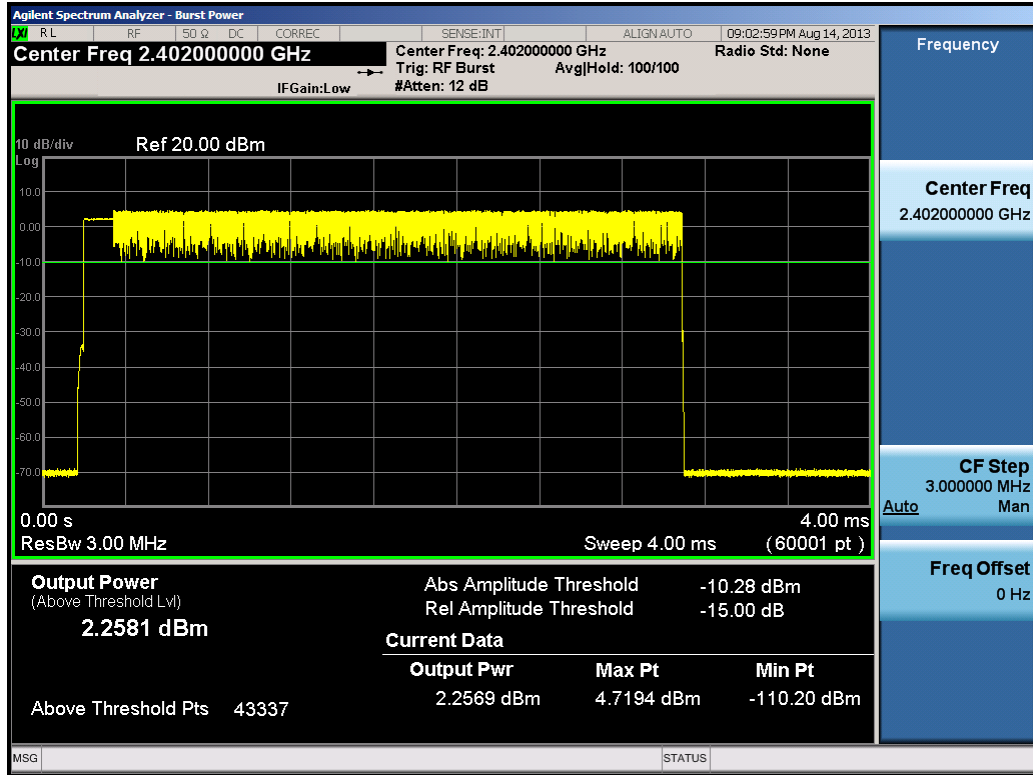 Agilent Spectrum Analyzer - Burst Power
LXI RL RF 50 Ω DC CORREC SENSE:INT ALIGN AUTO 09:02:59 PM Aug 14, 2013
Center Freq 2.402000000 GHz
IFGain:Low
Center Freq: 2.402000000 GHz Radio Std: None
Trig: RF Burst Avg|Hold: 100/100
#Atten: 12 dB
10 dB/div Ref 20.00 dBm
Log
10.0
0.00
-10.0
-20.0
-30.0
-40.0
-50.0
-60.0
-70.0
0.00 s 4.00 ms
ResBw 3.00 MHz Sweep 4.00 ms (60001 pt )
Output Power
(Above Threshold Lvl)
2.2581 dBm
Above Threshold Pts 43337
Abs Amplitude Threshold -10.28 dBm
Rel Amplitude Threshold -15.00 dB
Current Data
Output Pwr Max Pt Min Pt
2.2569 dBm 4.7194 dBm -110.20 dBm
MSG STATUS
Frequency
Center Freq
2.402000000 GHz
CF Step
3.000000 MHz
Auto Man
Freq Offset
0 Hz